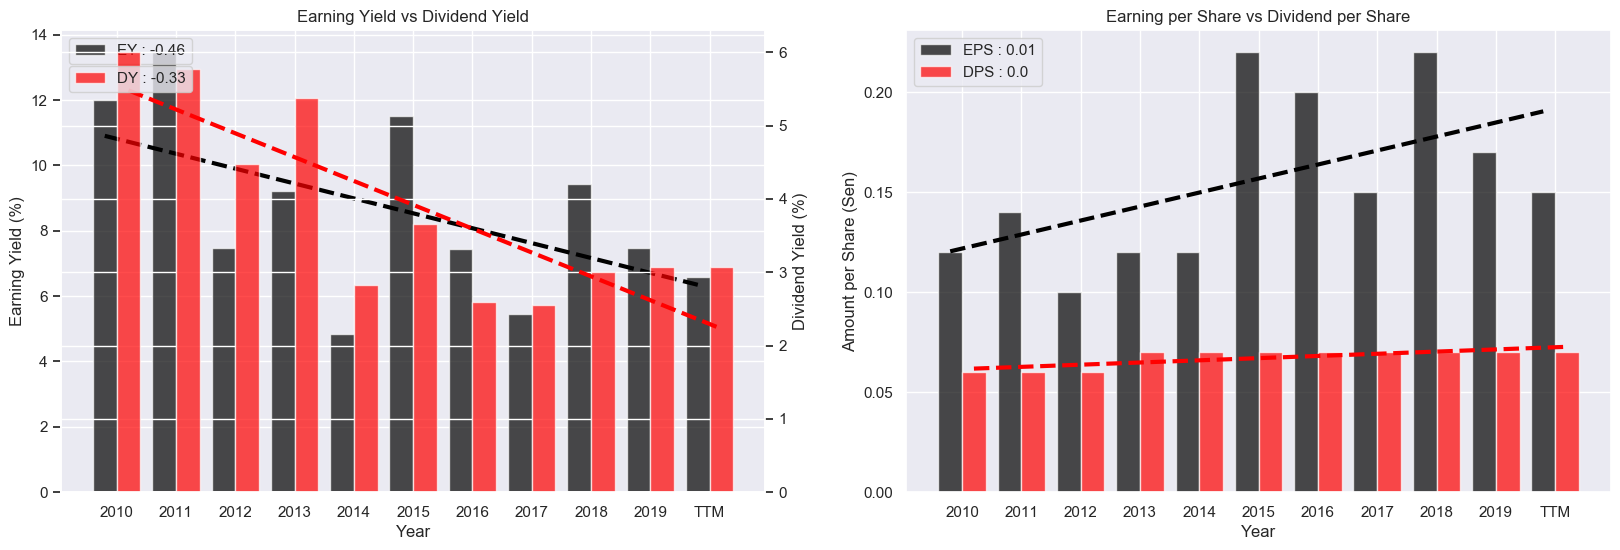 Earning Yield vs Dividend Yield
EY : -0.46
DY : -0.33
14
12
10
8
6
4
2
0
Earning Yield (%)
6
5
4
3
2
1
0
Dividend Yield (%)
2010 2011 2012 2013 2014 2015 2016 2017 2018 2019 TTM
Year
Earning per Share vs Dividend per Share
EPS : 0.01
DPS : 0.0
0.20
0.15
0.10
0.05
0.00
Amount per Share (Sen)
2010 2011 2012 2013 2014 2015 2016 2017 2018 2019 TTM
Year